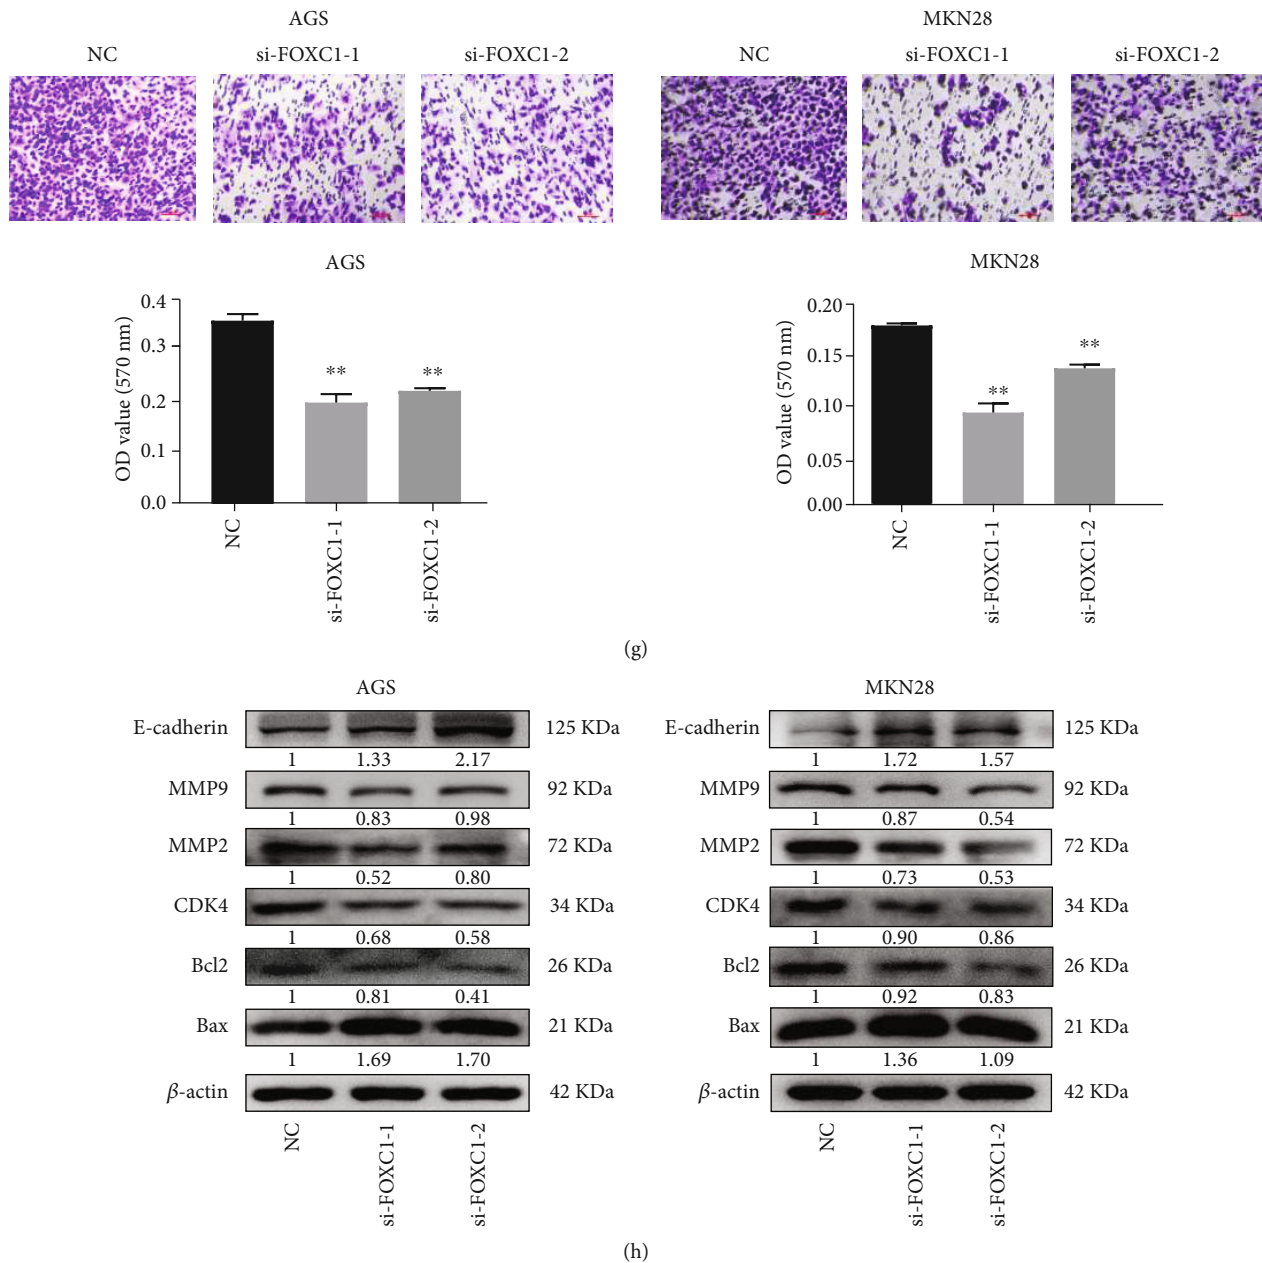 AGS
MKN28
NC si-FOXC1-1 si-FOXC1-2
NC si-FOXC1-1 si-FOXC1-2
AGS
OD value (570 nm)
0.4
0.3
0.2
0.1
0.0
** **
NC si-FOXC1-1 si-FOXC1-2
MKN28
OD value (570 nm)
0.20
0.15
0.10
0.05
0.00
** **
NC si-FOXC1-1 si-FOXC1-2
(g)
AGS
E-cadherin 125 KDa
1 1.33 2.17
MMP9 92 KDa
1 0.83 0.98
MMP2 72 KDa
1 0.52 0.80
CDK4 34 KDa
1 0.68 0.58
Bcl2 26 KDa
1 0.81 0.41
Bax 21 KDa
1 1.69 1.70
β-actin 42 KDa
NC si-FOXC1-1 si-FOXC1-2
MKN28
E-cadherin 125 KDa
1 1.72 1.57
MMP9 92 KDa
1 0.87 0.54
MMP2 72 KDa
1 0.73 0.53
CDK4 34 KDa
1 0.90 0.86
Bcl2 26 KDa
1 0.92 0.83
Bax 21 KDa
1 1.36 1.09
β-actin 42 KDa
NC si-FOXC1-1 si-FOXC1-2
(h)